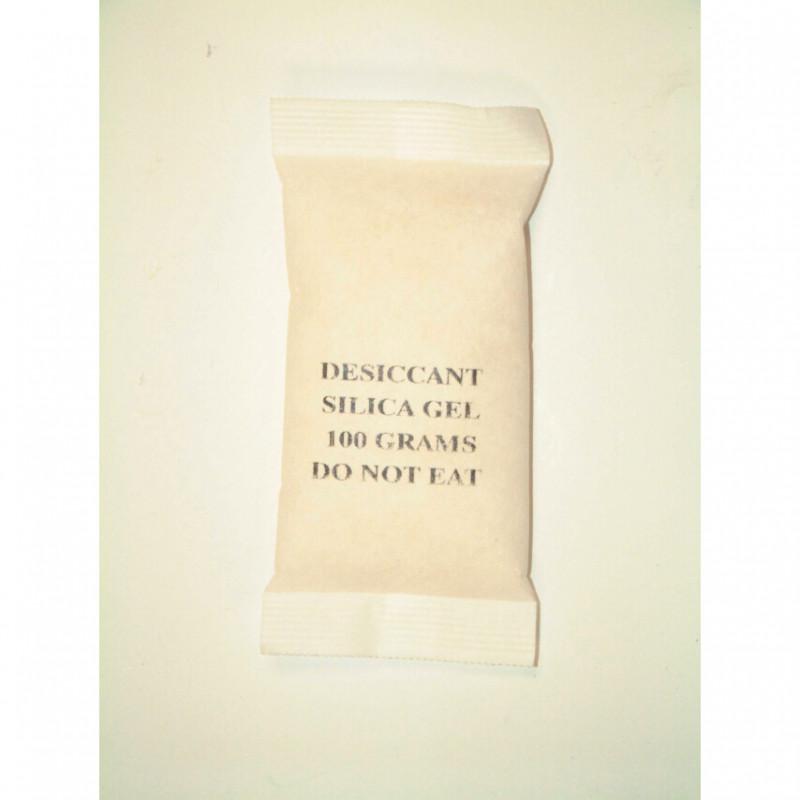 DESICCANT
SILICA GEL
100 GRAMS
DO NOT EAT